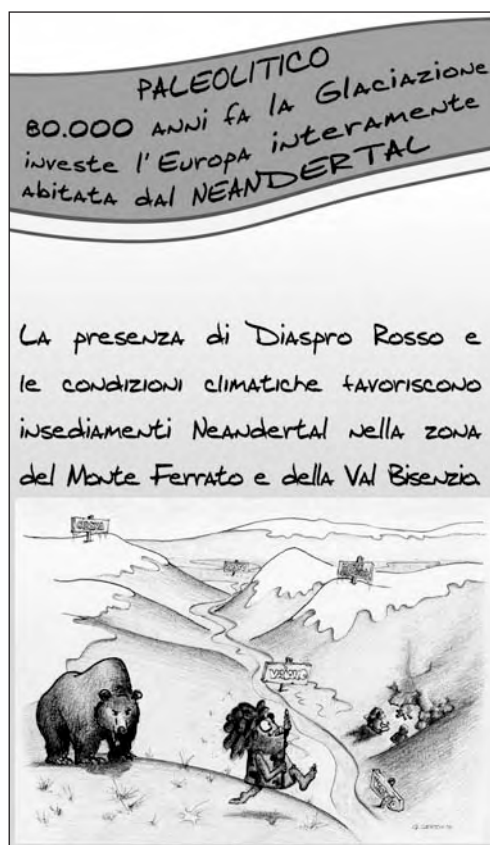 PALEOLITICO
80.000 ANNI FA LA GLACIAZIONE
investe l'Europa interamente
abitata dal NEANDERTAL
La presenza di Diaspro Rosso e
le condizioni climatiche favoriscono
insediamenti Neandertal nella zona
del Monte Ferrato e della Val Bisenzio